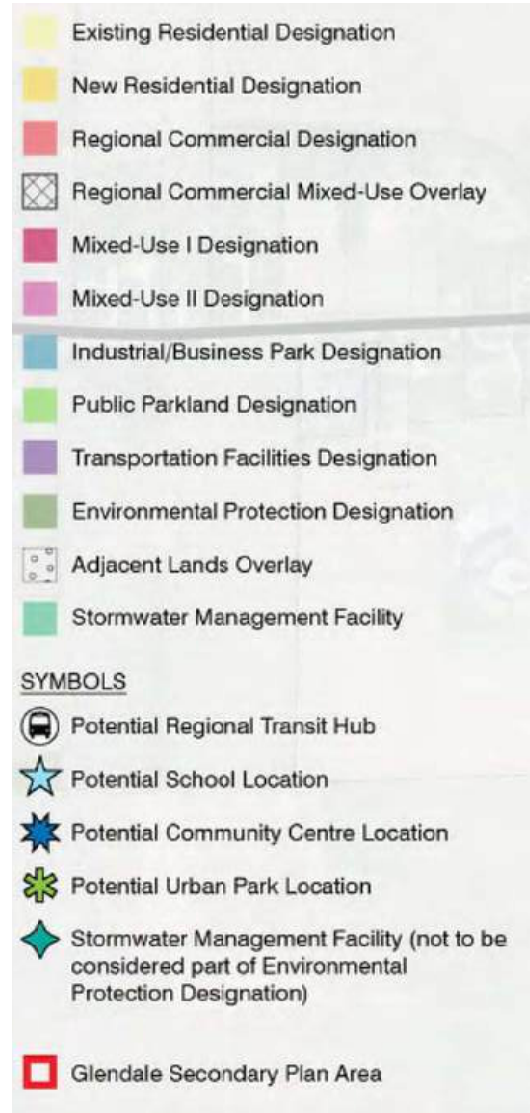 Existing Residential Designation
New Residential Designation
Regional Commercial Designation
Regional Commercial Mixed-Use Overlay
Mixed-Use I Designation
Mixed-Use II Designation
Industrial/Business Park Designation
Public Parkland Designation
Transportation Facilities Designation
Environmental Protection Designation
Adjacent Lands Overlay
Stormwater Management Facility
SYMBOLS
Potential Regional Transit Hub
Potential School Location
Potential Community Centre Location
Potential Urban Park Location
Stormwater Management Facility (not to be
considered part of Environmental
Protection Designation)
Glendale Secondary Plan Area